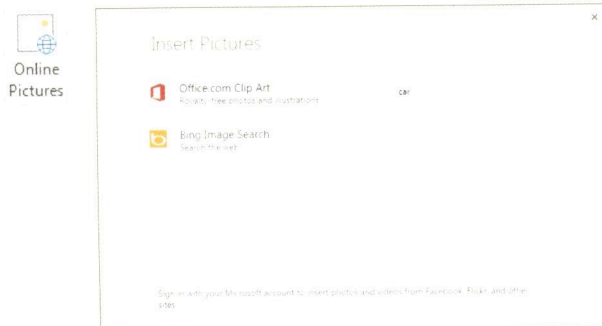 Online
Pictures
×
Insert Pictures
Office.com Clip Art
Royalty-free photos and illustrations
car
Bing Image Search
Search the web
Sign in with your Microsoft account to insert photos and videos from Facebook, Flickr, and other
sites.